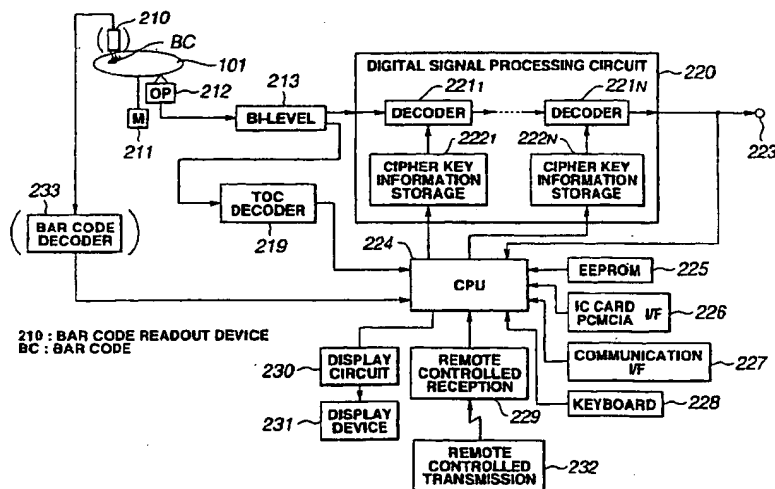 210
BC
101
OP
212
M
211
213
BI-LEVEL
DIGITAL SIGNAL PROCESSING CIRCUIT
220
221₁
221N
DECODER
DECODER
223
222₁
222N
CIPHER KEY
INFORMATION
STORAGE
CIPHER KEY
INFORMATION
STORAGE
233
BAR CODE
DECODER
TOC
DECODER
219
224
CPU
EEPROM
225
IC CARD
PCMCIA I/F
226
COMMUNICATION
I/F
227
KEYBOARD
228
210 : BAR CODE READOUT DEVICE
BC : BAR CODE
230
DISPLAY
CIRCUIT
231
DISPLAY
DEVICE
REMOTE
CONTROLLED
RECEPTION
229
REMOTE
CONTROLLED
TRANSMISSION
232